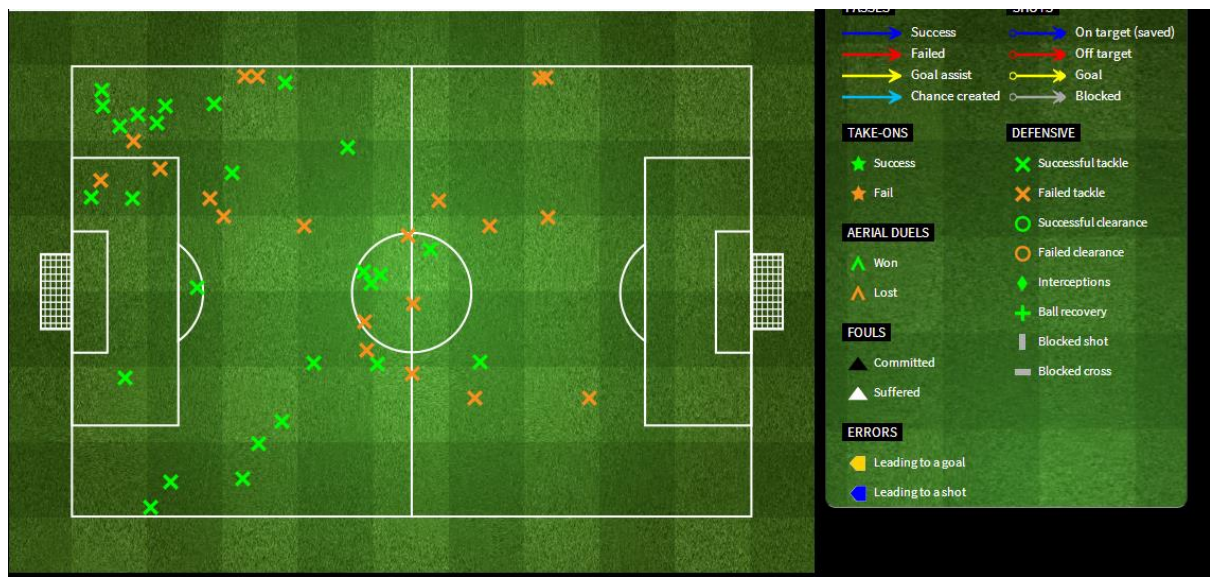 PASSES
SHOTS
Success
On target (saved)
Failed
Off target
Goal assist
Goal
Chance created
Blocked
TAKE-ONS
DEFENSIVE
Success
Successful tackle
Fail
Failed tackle
Successful clearance
AERIAL DUELS
Failed clearance
Won
Interceptions
Lost
Ball recovery
FOULS
Blocked shot
Committed
Blocked cross
Suffered
ERRORS
Leading to a goal
Leading to a shot